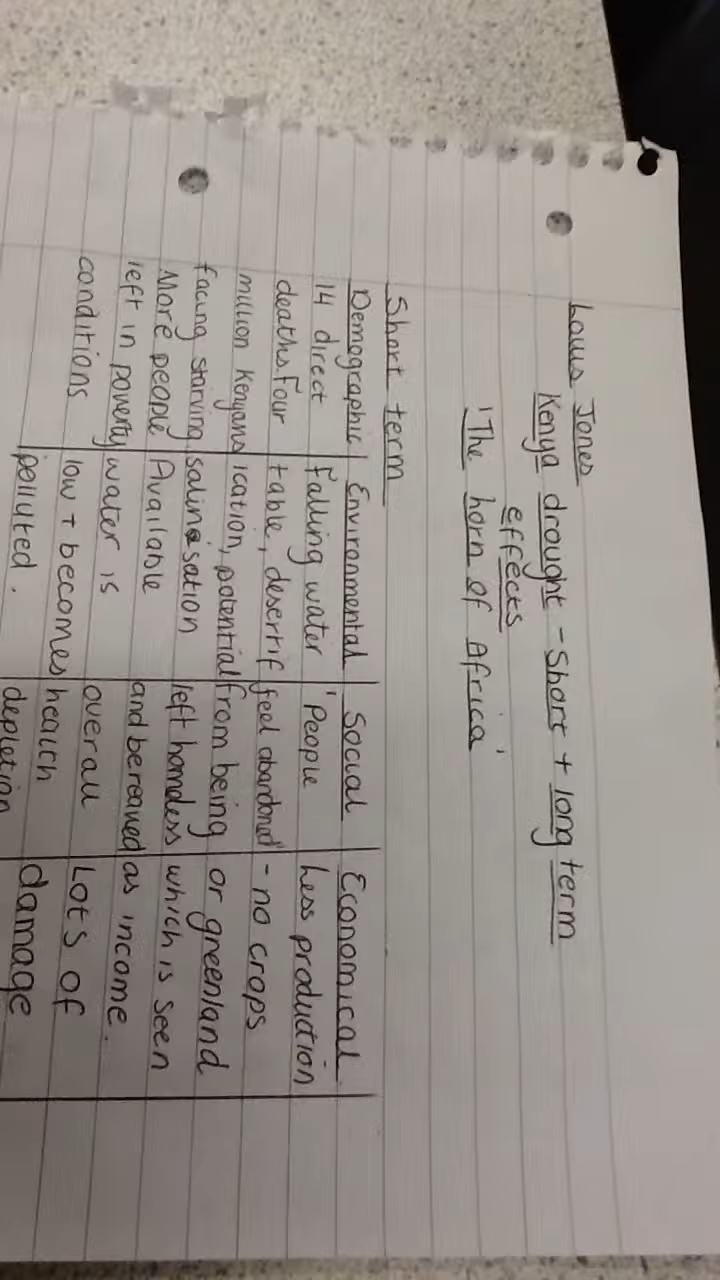 Louis Jones
Kenya drought - Short + long term
effects
'The horn of Africa'
Short term
Demographic Environmental Social Economical
14 direct falling water 'People Less production
deaths. Four table, desertif feel abandoned' - no crops
million Kenyans ication, potential from being or greenland
facing starving. salinisation left homeless which is seen
More people Available and bereaved as income.
left in poverty water is overall Lots of
conditions low + becomes health damage
polluted. depletion